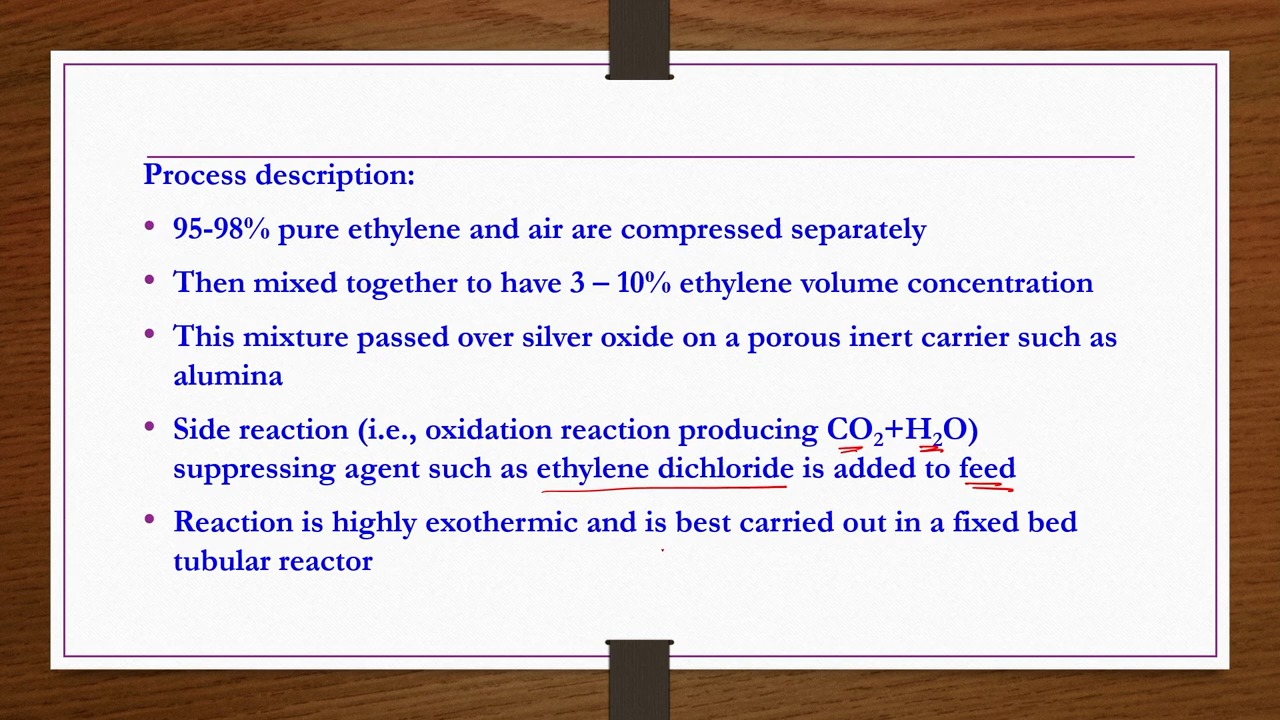 Process description:
• 95-98% pure ethylene and air are compressed separately
• Then mixed together to have 3 – 10% ethylene volume concentration
• This mixture passed over silver oxide on a porous inert carrier such as
alumina
• Side reaction (i.e., oxidation reaction producing CO₂+H₂O)
suppressing agent such as ethylene dichloride is added to feed
• Reaction is highly exothermic and is best carried out in a fixed bed
tubular reactor